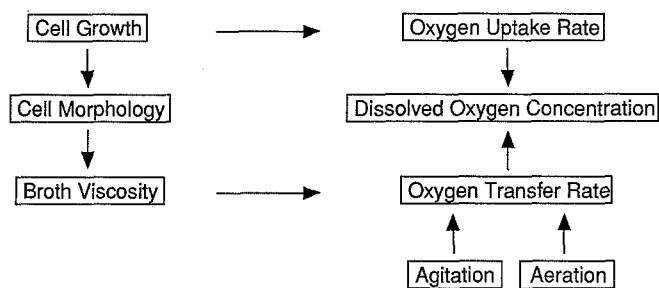 Cell Growth
Oxygen Uptake Rate
Cell Morphology
Dissolved Oxygen Concentration
Broth Viscosity
Oxygen Transfer Rate
Agitation
Aeration